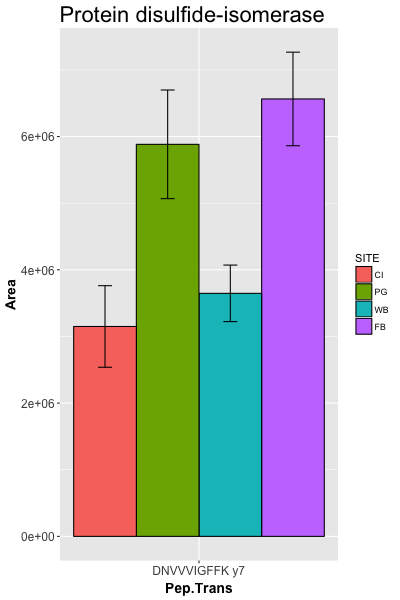 Protein disulfide-isomerase
6e+06
4e+06
2e+06
0e+00
Area
DNVVVIGFFK y7
Pep.Trans
SITE
CI
PG
WB
FB